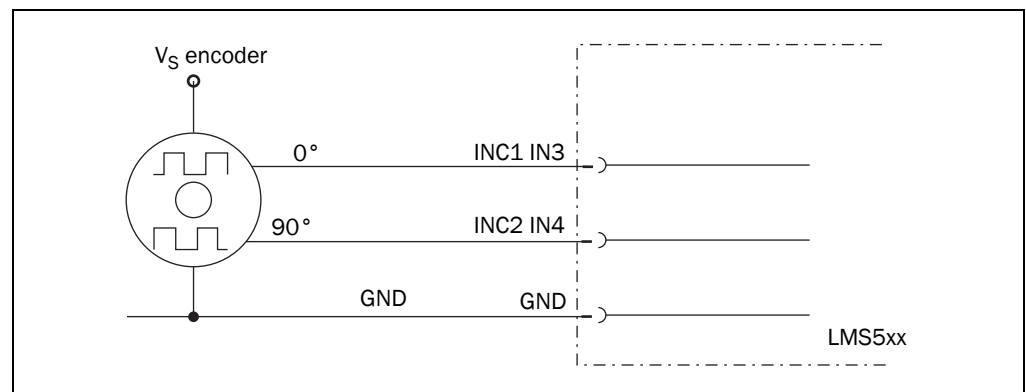 V_S encoder
0°
INC1 IN3
90°
INC2 IN4
GND
GND
LMS5xx